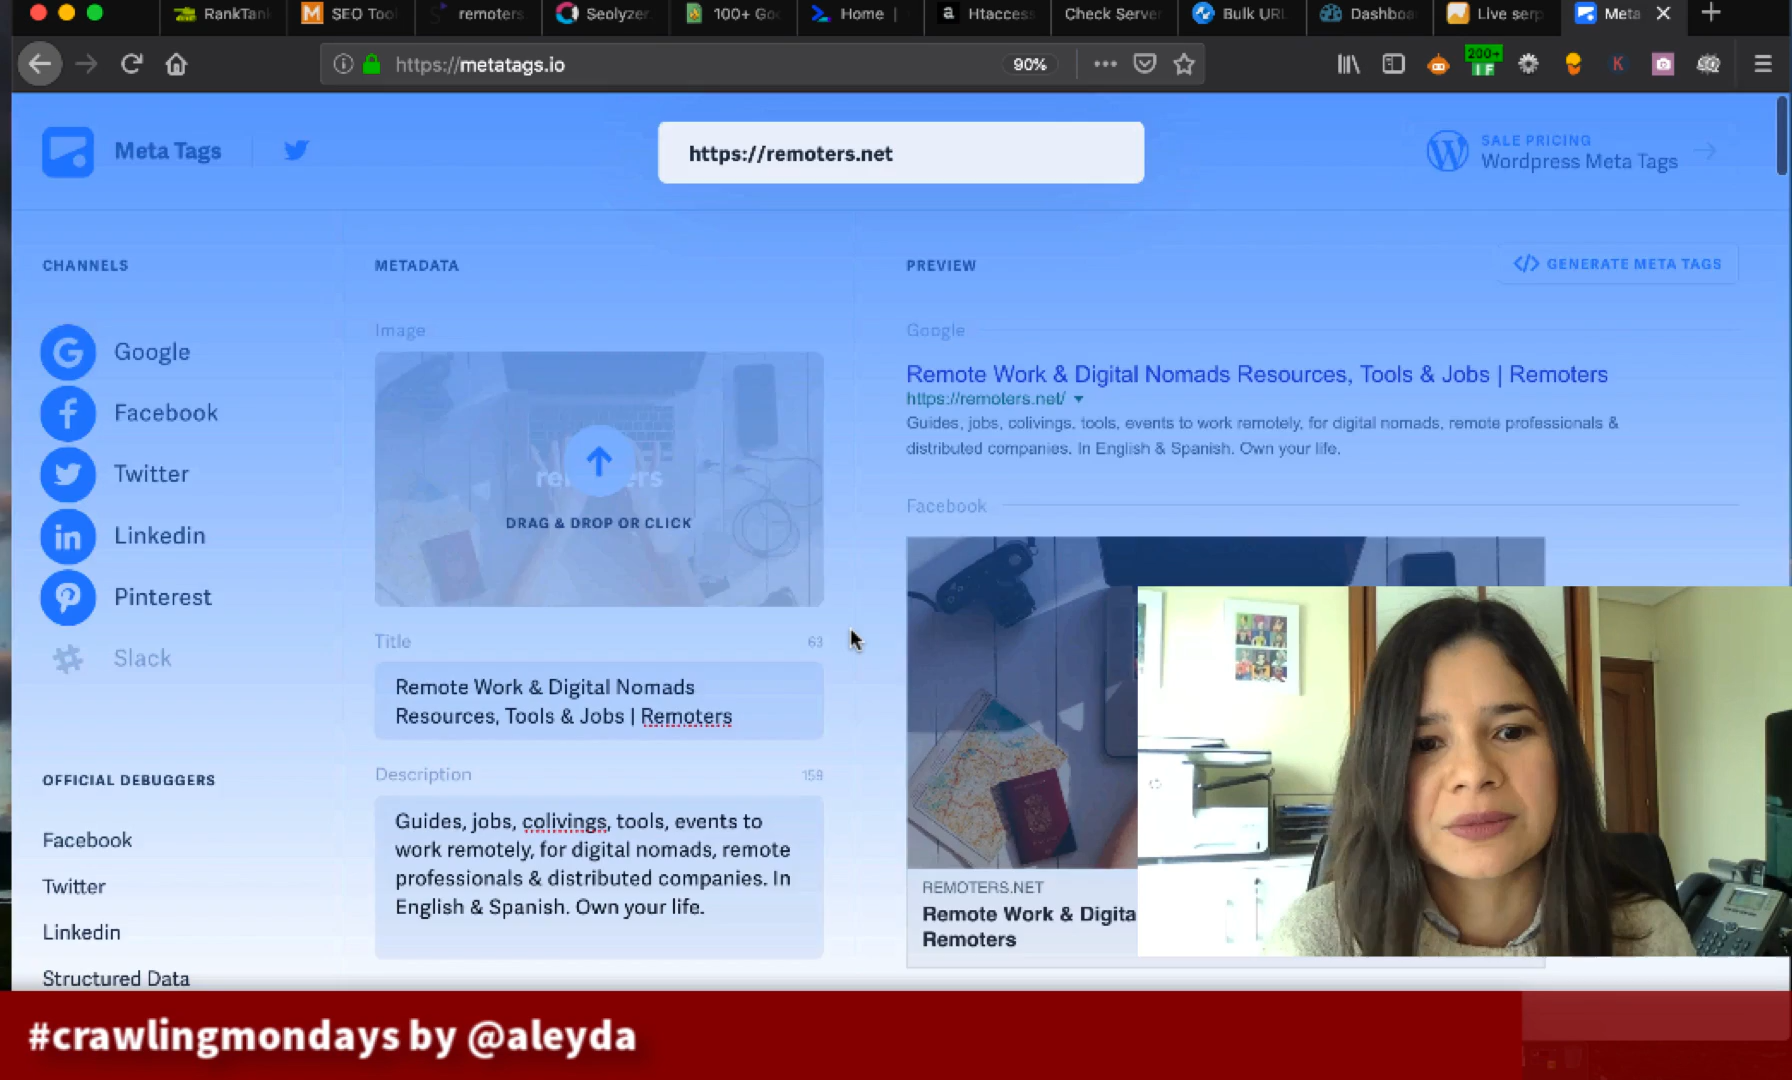 RankTank
SEO Tool
remoters
Seolyzer
100+ Go
Home
Htacces
Check Serve
Bulk URL
Dashboa
Live serp
Meta
https://metatags.io
90%
200+
IF
K
Meta Tags
https://remoters.net
SALE PRICING
Wordpress Meta Tags
CHANNELS
METADATA
PREVIEW
GENERATE META TAGS
Google
Facebook
Twitter
Linkedin
Pinterest
Slack
OFFICIAL DEBUGGERS
Facebook
Twitter
Linkedin
Structured Data
Image
DRAG & DROP OR CLICK
Title
63
Remote Work & Digital Nomads
Resources, Tools & Jobs | Remoters
Description
159
Guides, jobs, colivings, tools, events to
work remotely, for digital nomads, remote
professionals & distributed companies. In
English & Spanish. Own your life.
Google
Remote Work & Digital Nomads Resources, Tools & Jobs | Remoters
https://remoters.net/
Guides, jobs, colivings, tools, events to work remotely, for digital nomads, remote professionals &
distributed companies. In English & Spanish. Own your life.
Facebook
REMOTERS.NET
Remote Work & Digita
Remoters
#crawlingmondays by @aleyda